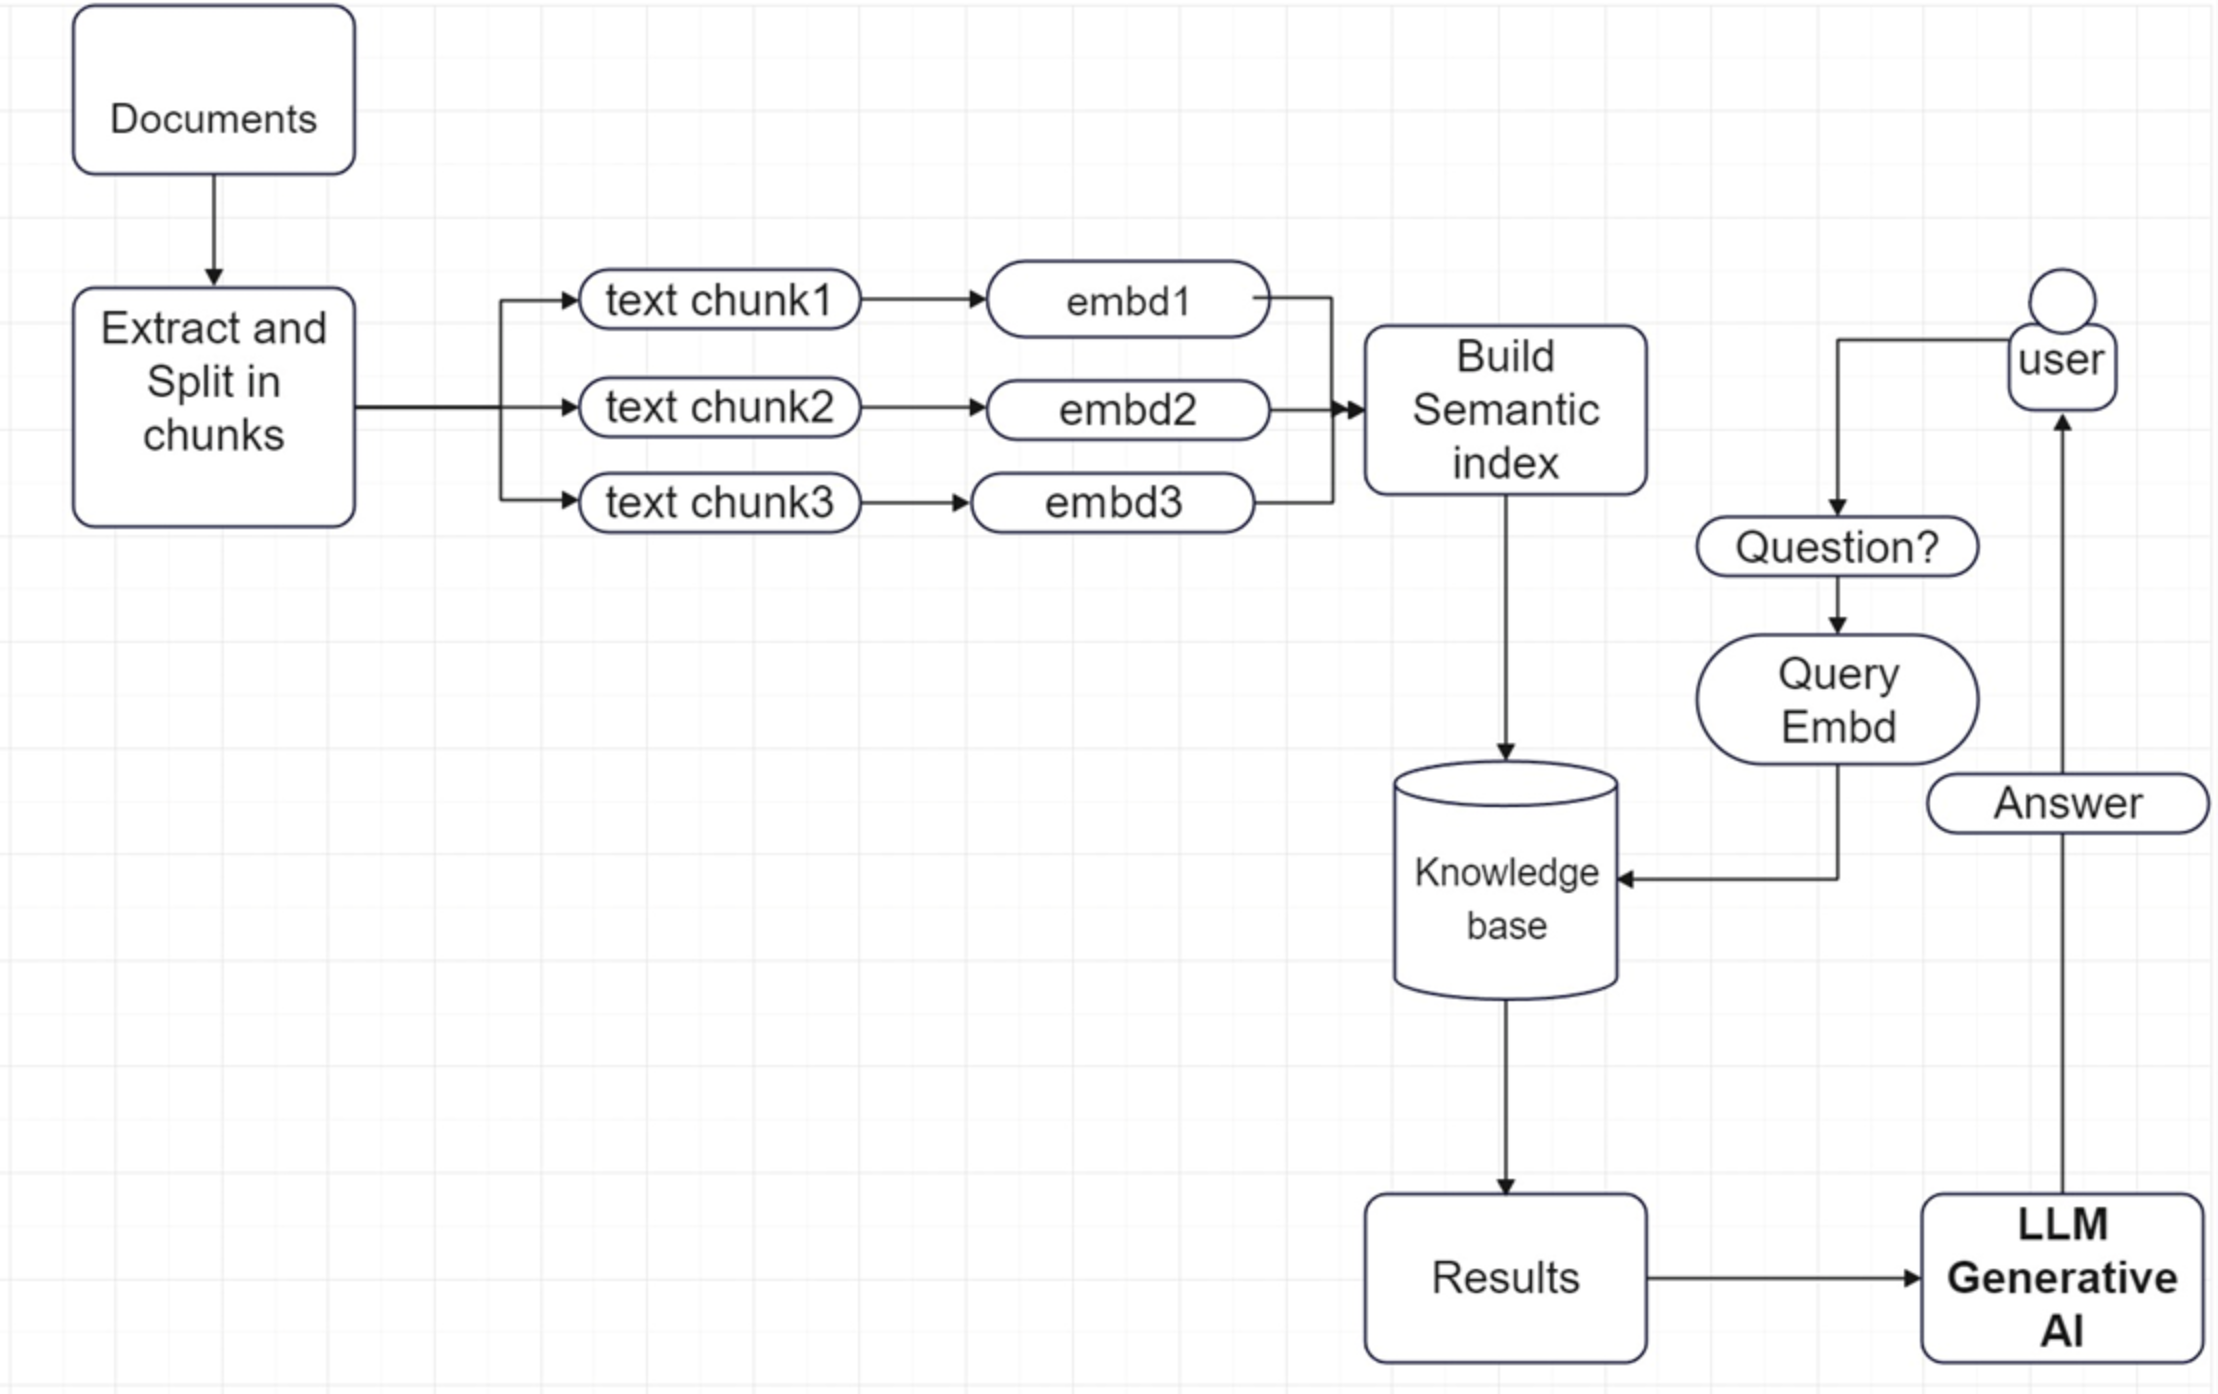 Documents
Extract and
Split in
chunks
text chunk1
text chunk2
text chunk3
embd1
embd2
embd3
Build
Semantic
index
user
Question?
Query
Embd
Answer
Knowledge
base
Results
LLM
Generative
AI